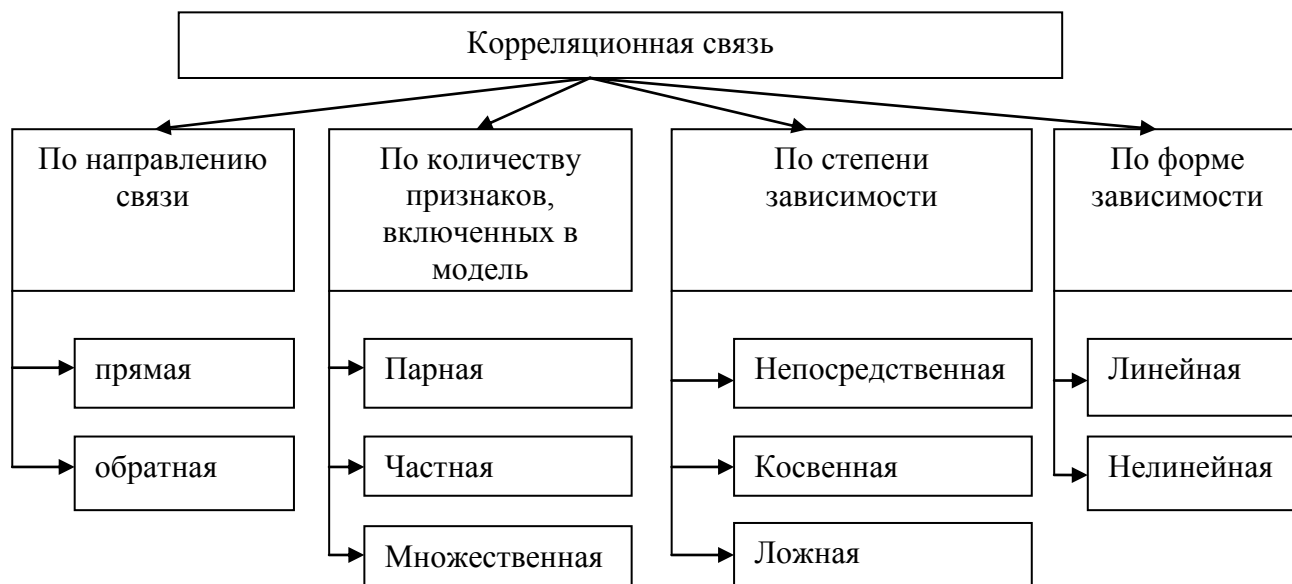 Корреляционная связь
По направлению
связи
По количеству
признаков,
включенных в
модель
По степени
зависимости
По форме
зависимости
прямая
обратная
Парная
Частная
Множественная
Непосредственная
Косвенная
Ложная
Линейная
Нелинейная